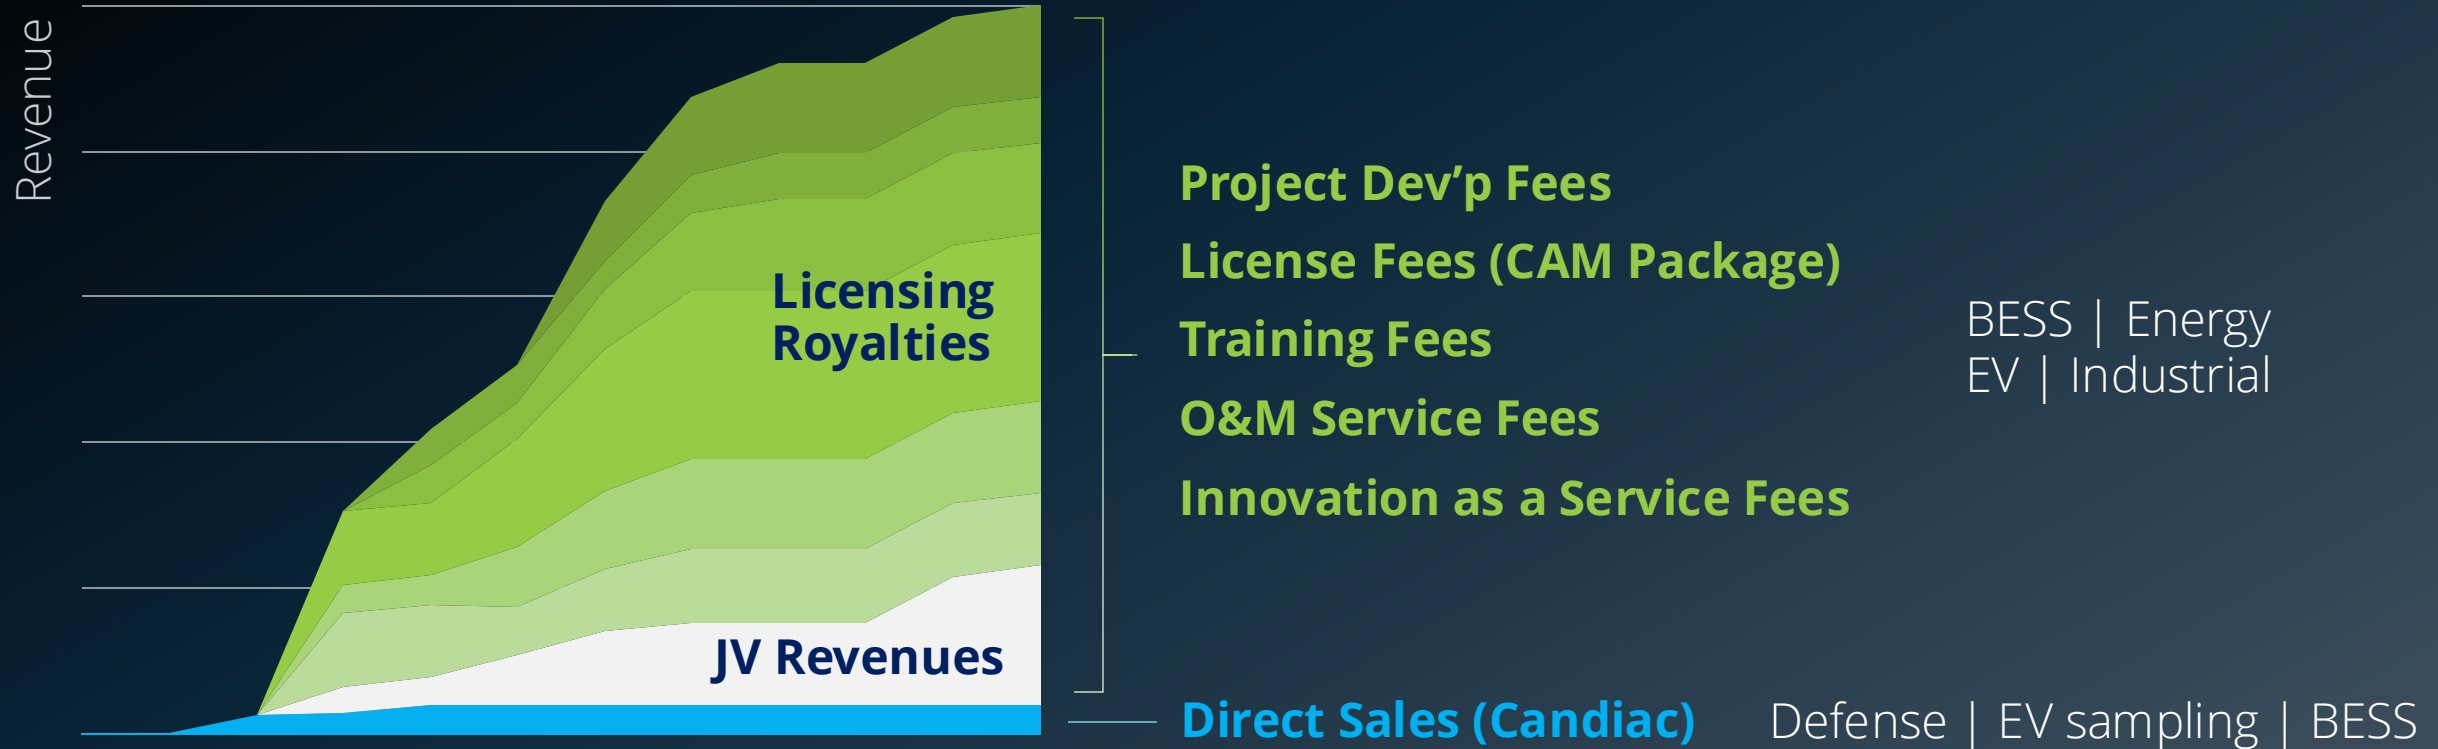 Revenue
Licensing
Royalties
JV Revenues
Project Dev’p Fees
License Fees (CAM Package)
Training Fees
O&M Service Fees
Innovation as a Service Fees
BESS | Energy
EV | Industrial
Direct Sales (Candiac)
Defense | EV sampling | BESS